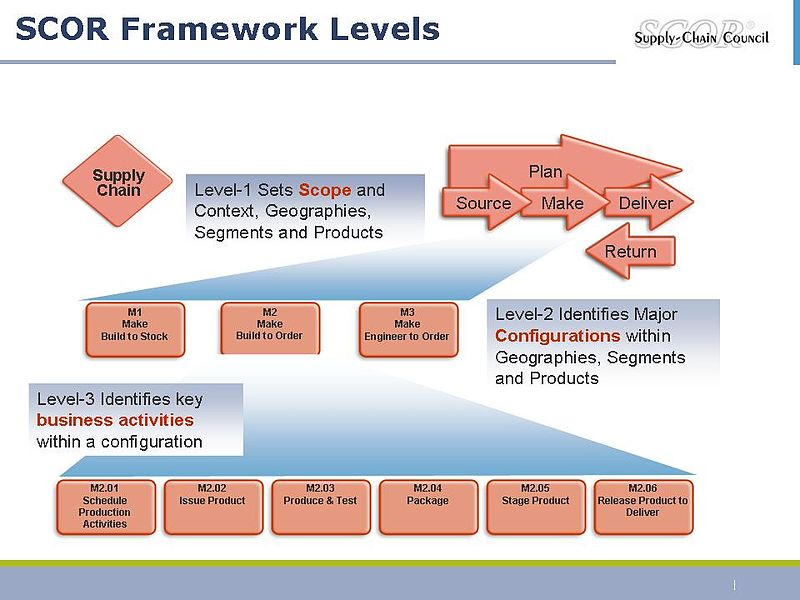 SCOR Framework Levels
SCOR®
Supply-Chain Council
Supply
Chain
Level-1 Sets Scope and
Context, Geographies,
Segments and Products
Plan
Source
Make
Deliver
Return
M1
Make
Build to Stock
M2
Make
Build to Order
M3
Make
Engineer to Order
Level-2 Identifies Major
Configurations within
Geographies, Segments
and Products
Level-3 Identifies key
business activities
within a configuration
M2.01
Schedule
Production
Activities
M2.02
Issue Product
M2.03
Produce & Test
M2.04
Package
M2.05
Stage Product
M2.06
Release Product to
Deliver
|